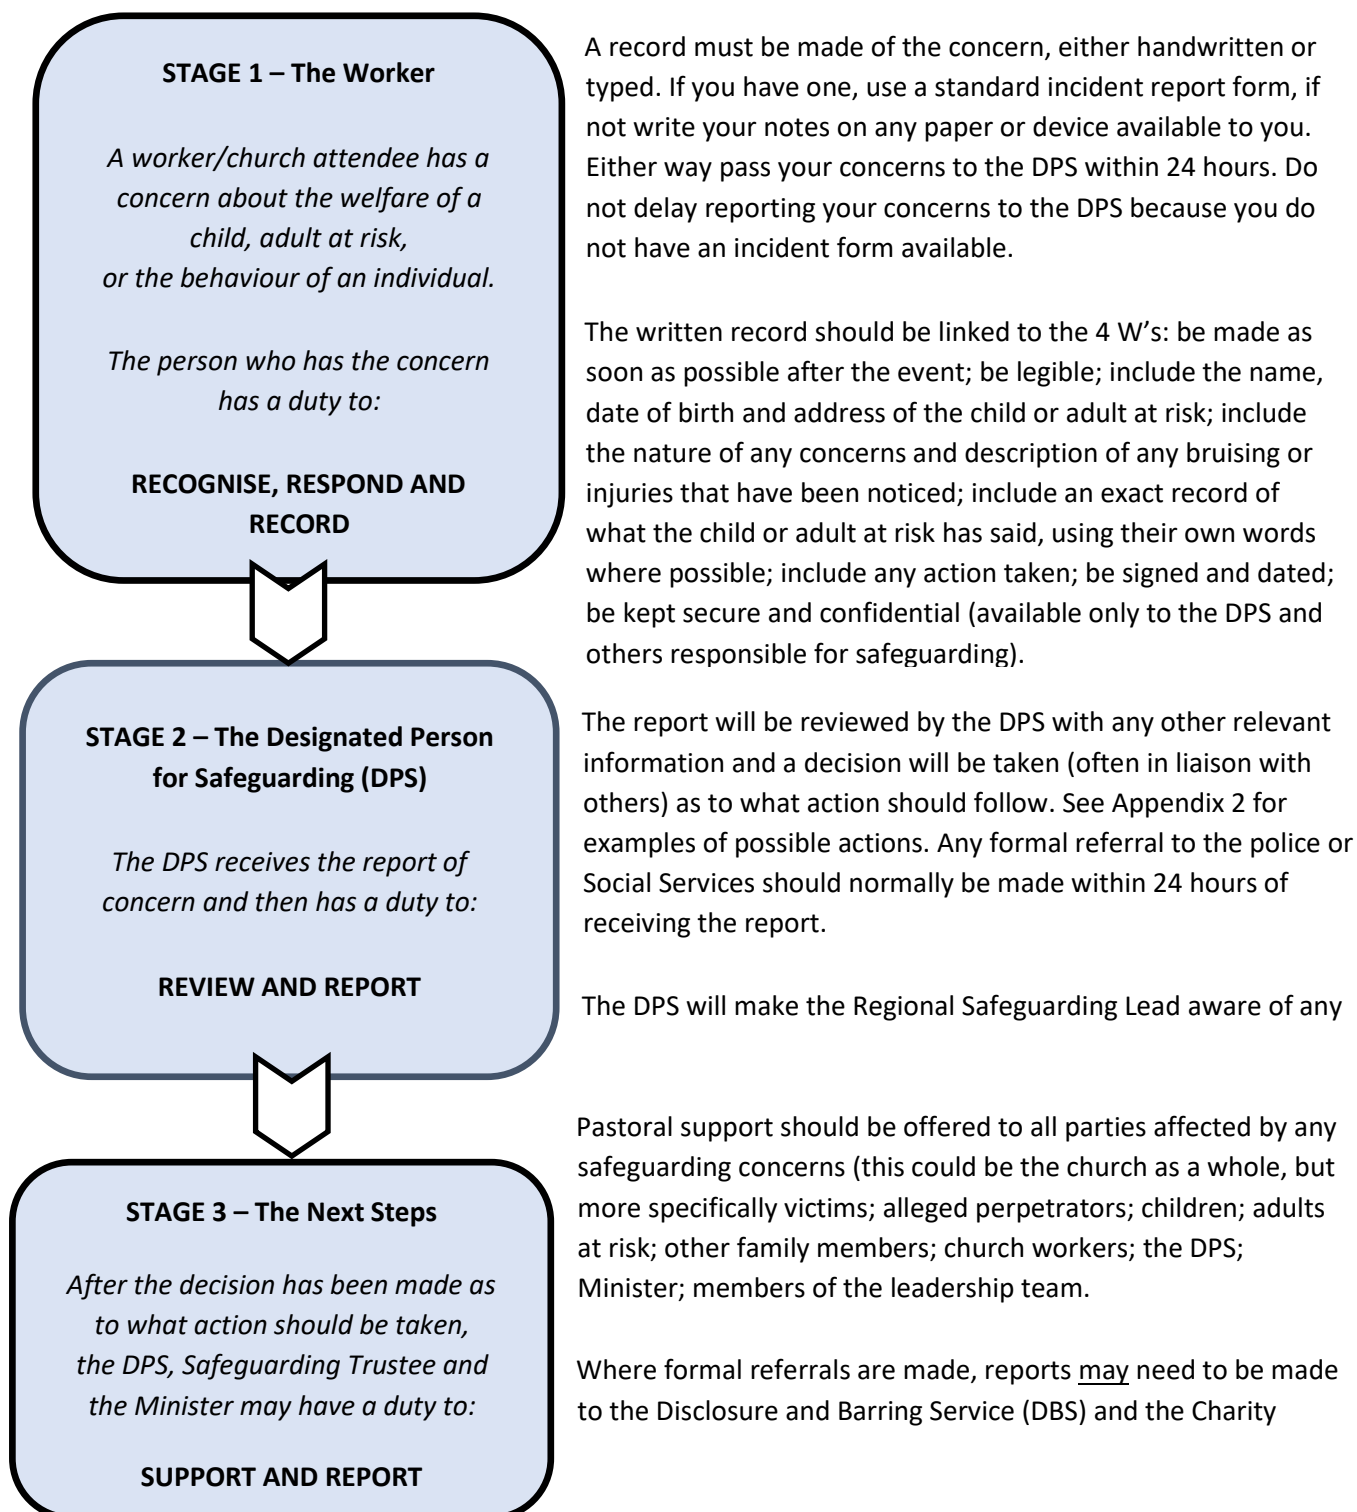 STAGE 1 – The Worker
A worker/church attendee has a
concern about the welfare of a
child, adult at risk,
or the behaviour of an individual.
The person who has the concern
has a duty to:
RECOGNISE, RESPOND AND
RECORD
A record must be made of the concern, either handwritten or
typed. If you have one, use a standard incident report form, if
not write your notes on any paper or device available to you.
Either way pass your concerns to the DPS within 24 hours. Do
not delay reporting your concerns to the DPS because you do
not have an incident form available.
The written record should be linked to the 4 W’s: be made as
soon as possible after the event; be legible; include the name,
date of birth and address of the child or adult at risk; include
the nature of any concerns and description of any bruising or
injuries that have been noticed; include an exact record of
what the child or adult at risk has said, using their own words
where possible; include any action taken; be signed and dated;
be kept secure and confidential (available only to the DPS and
others responsible for safeguarding).
STAGE 2 – The Designated Person
for Safeguarding (DPS)
The DPS receives the report of
concern and then has a duty to:
REVIEW AND REPORT
The report will be reviewed by the DPS with any other relevant
information and a decision will be taken (often in liaison with
others) as to what action should follow. See Appendix 2 for
examples of possible actions. Any formal referral to the police or
Social Services should normally be made within 24 hours of
receiving the report.
The DPS will make the Regional Safeguarding Lead aware of any
STAGE 3 – The Next Steps
After the decision has been made as
to what action should be taken,
the DPS, Safeguarding Trustee and
the Minister may have a duty to:
SUPPORT AND REPORT
Pastoral support should be offered to all parties affected by any
safeguarding concerns (this could be the church as a whole, but
more specifically victims; alleged perpetrators; children; adults
at risk; other family members; church workers; the DPS;
Minister; members of the leadership team.
Where formal referrals are made, reports may need to be made
to the Disclosure and Barring Service (DBS) and the Charity